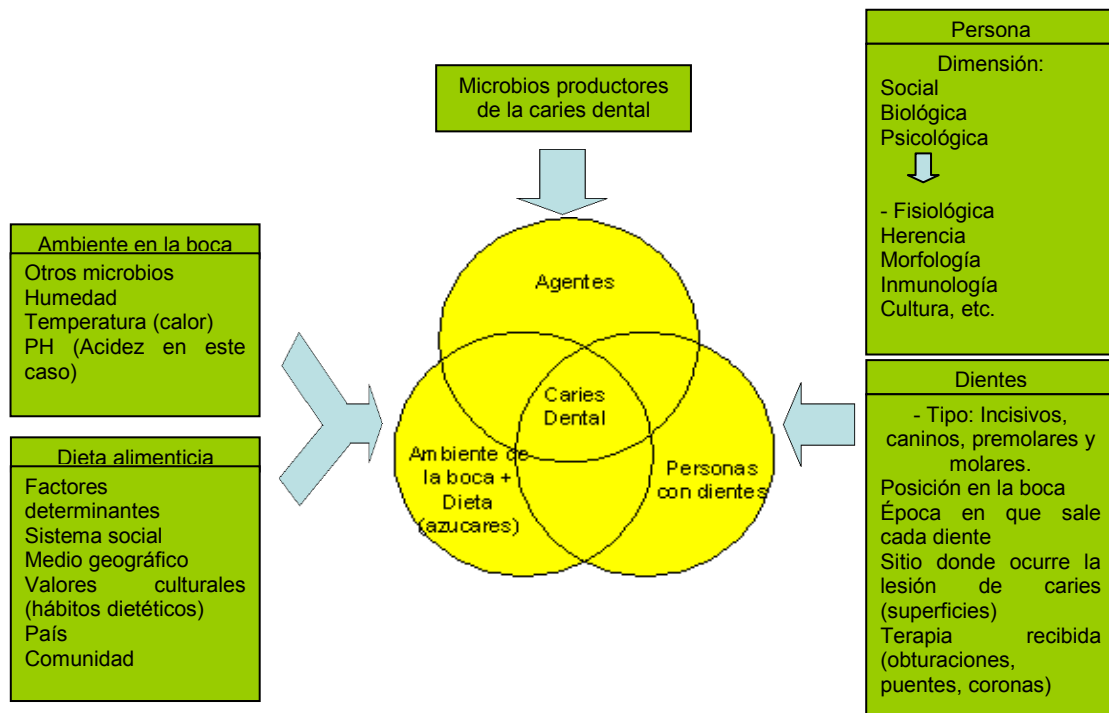 Microbios productores
de la caries dental
Persona
Dimensión:
Social
Biológica
Psicológica
- Fisiológica
Herencia
Morfología
Inmunología
Cultura, etc.
Ambiente en la boca
Otros microbios
Humedad
Temperatura (calor)
PH (Acidez en este
caso)
Dieta alimenticia
Factores
determinantes
Sistema social
Medio geográfico
Valores culturales
(hábitos dietéticos)
País
Comunidad
Agentes
Caries
Dental
Ambiente de
la boca +
Dieta
(azucares)
Personas
con dientes
Dientes
- Tipo: Incisivos,
caninos, premolares y
molares.
Posición en la boca
Época en que sale
cada diente
Sitio donde ocurre la
lesión de caries
(superficies)
Terapia recibida
(obturaciones,
puentes, coronas)